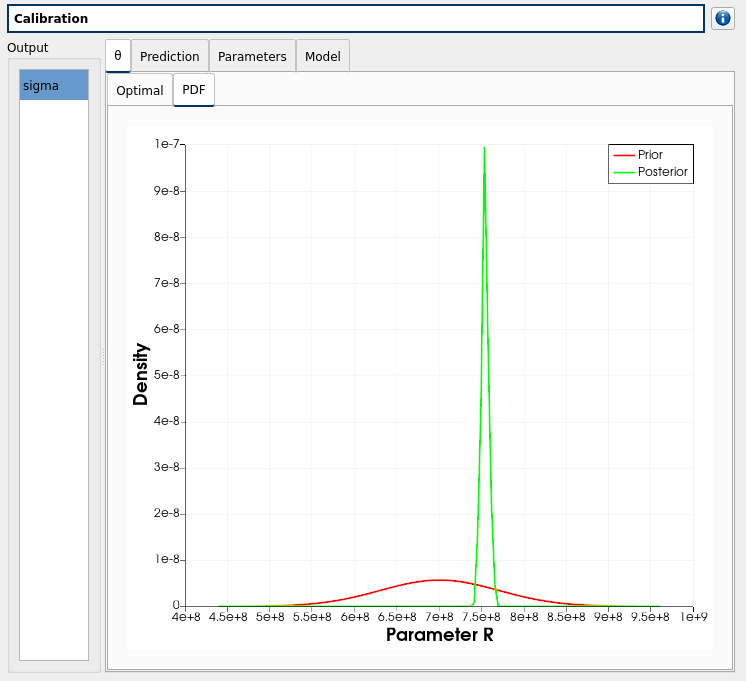 Calibration
Output
sigma
θ
Prediction
Parameters
Model
Optimal
PDF
Prior
Posterior
Density
1e-7
9e-8
8e-8
7e-8
6e-8
5e-8
4e-8
3e-8
2e-8
1e-8
0
4e+8 4.5e+8 5e+8 5.5e+8 6e+8 6.5e+8 7e+8 7.5e+8 8e+8 8.5e+8 9e+8 9.5e+8 1e+9
Parameter R